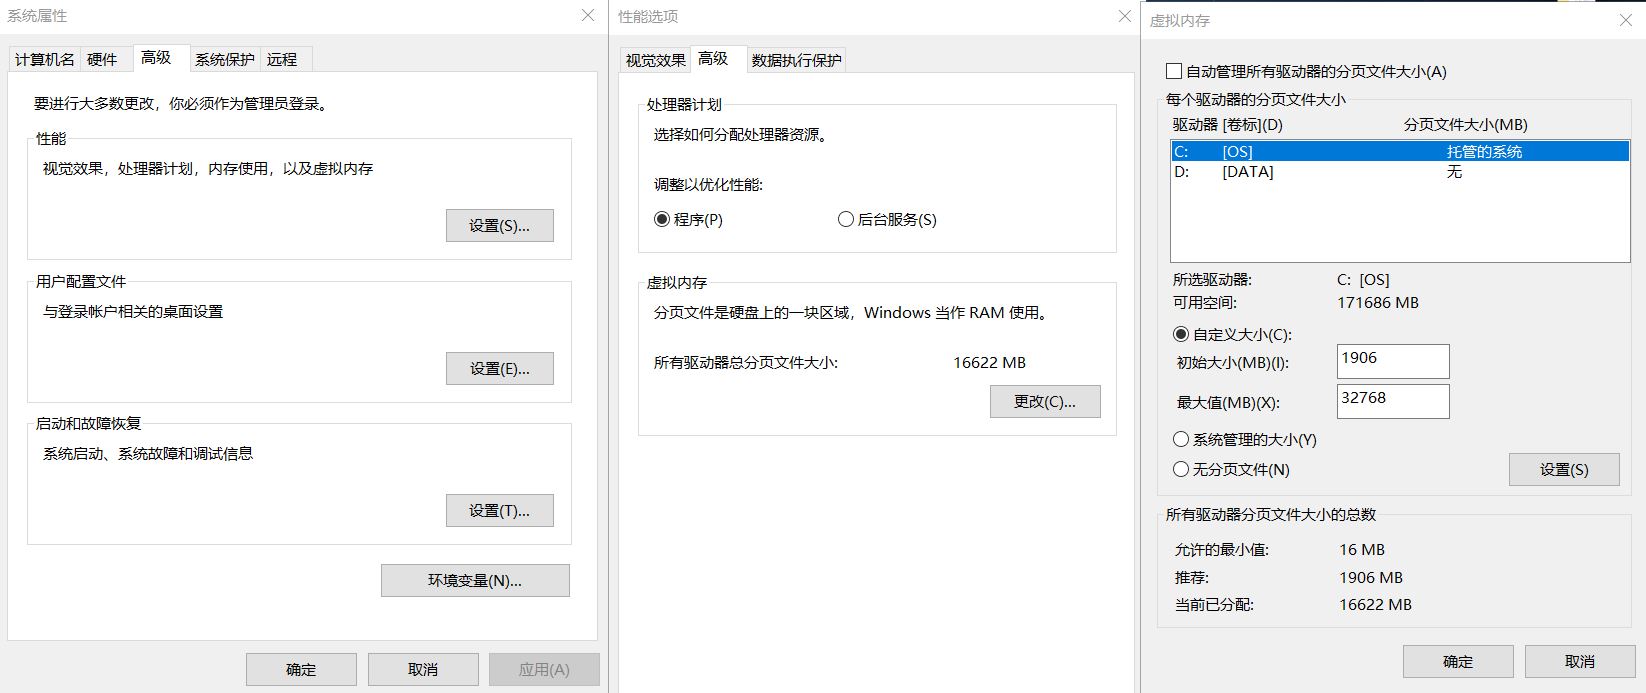 系统属性
计算机名 硬件 高级 系统保护 远程
要进行大多数更改，你必须作为管理员登录。
性能
视觉效果，处理器计划，内存使用，以及虚拟内存
设置(S)...
用户配置文件
与登录帐户相关的桌面设置
设置(E)...
启动和故障恢复
系统启动、系统故障和调试信息
设置(T)...
环境变量(N)...
确定 取消 应用(A)
性能选项
视觉效果 高级 数据执行保护
处理器计划
选择如何分配处理器资源。
调整以优化性能:
程序(P) 后台服务(S)
虚拟内存
分页文件是硬盘上的一块区域，Windows 当作 RAM 使用。
所有驱动器总分页文件大小: 16622 MB
更改(C)...
虚拟内存
自动管理所有驱动器的分页文件大小(A)
每个驱动器的分页文件大小
驱动器 [卷标](D) 分页文件大小(MB)
C: [OS] 托管的系统
D: [DATA] 无
所选驱动器: C: [OS]
可用空间: 171686 MB
自定义大小(C):
初始大小(MB)(I): 1906
最大值(MB)(X): 32768
系统管理的大小(Y)
无分页文件(N) 设置(S)
所有驱动器分页文件大小的总数
允许的最小值: 16 MB
推荐: 1906 MB
当前已分配: 16622 MB
确定 取消